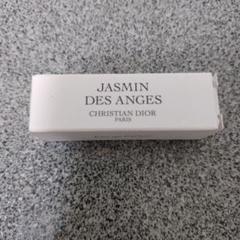 JASMIN
DES ANGES
CHRISTIAN DIOR
PARIS